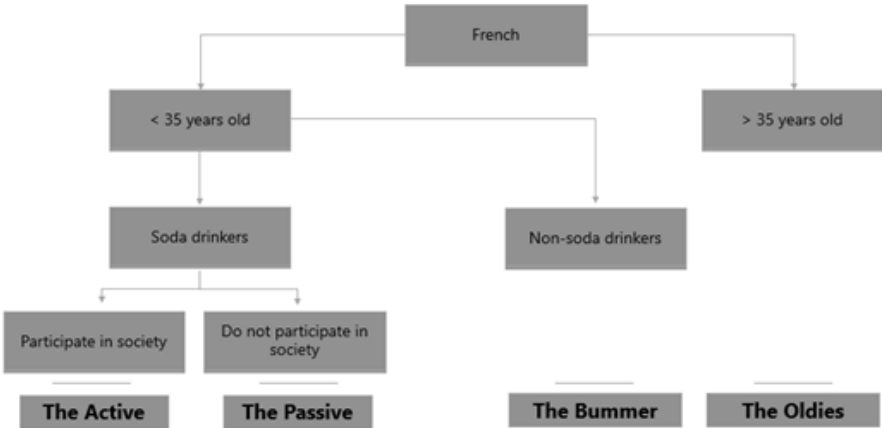 French
< 35 years old
> 35 years old
Soda drinkers
Non-soda drinkers
Participate in society
Do not participate in
society
The Active
The Passive
The Bummer
The Oldies